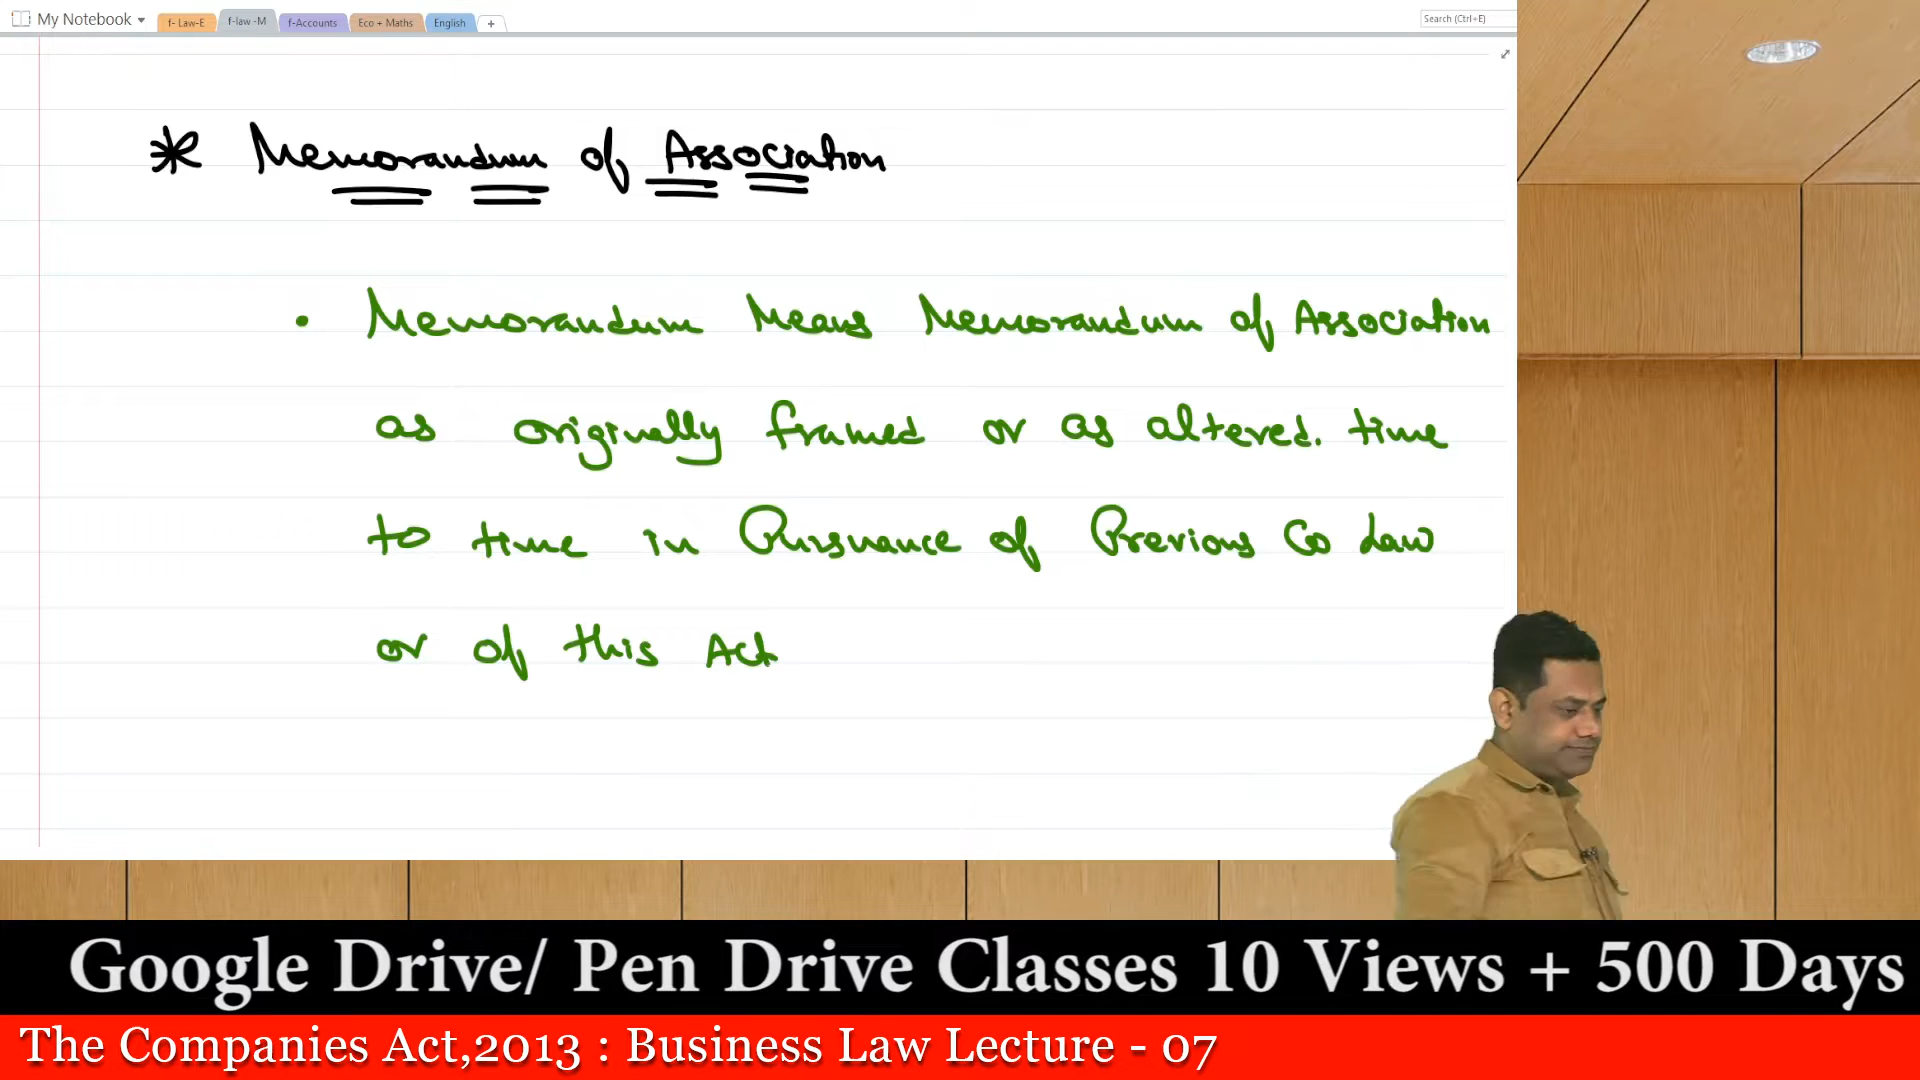 My Notebook
f- Law-E
f-law -M
f-Accounts
Eco + Maths
English
+
Search (Ctrl+E)
* Memorandum of Association
• Memorandum Means Memorandum of Association
as originally framed or as altered. time
to time in Pursuance of Previous Co Law
or of this Act
Google Drive/ Pen Drive Classes 10 Views + 500 Days
The Companies Act,2013 : Business Law Lecture - 07